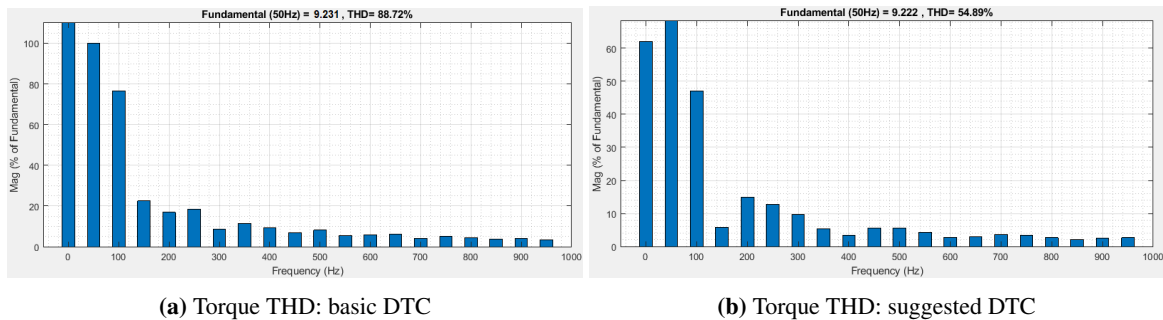 Fundamental (50Hz) = 9.231 , THD= 88.72%
Mag (% of Fundamental)
100
80
60
40
20
0
0 100 200 300 400 500 600 700 800 900 1000
Frequency (Hz)
(a) Torque THD: basic DTC
Fundamental (50Hz) = 9.222 , THD= 54.89%
Mag (% of Fundamental)
60
50
40
30
20
10
0
0 100 200 300 400 500 600 700 800 900 1000
Frequency (Hz)
(b) Torque THD: suggested DTC